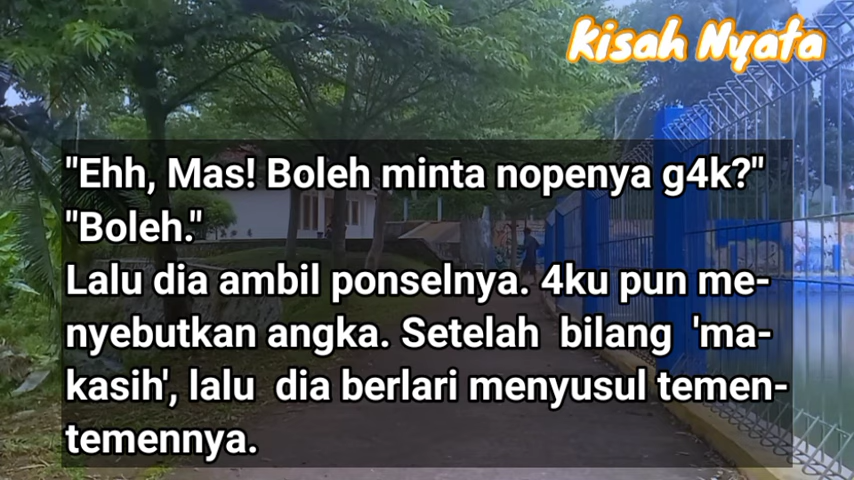 Kisah Nyata
"Ehh, Mas! Boleh minta nopenya g4k?"
"Boleh."
Lalu dia ambil ponselnya. 4ku pun me-
nyebutkan angka. Setelah bilang 'ma-
kasih', lalu dia berlari menyusul temen-
temennya.